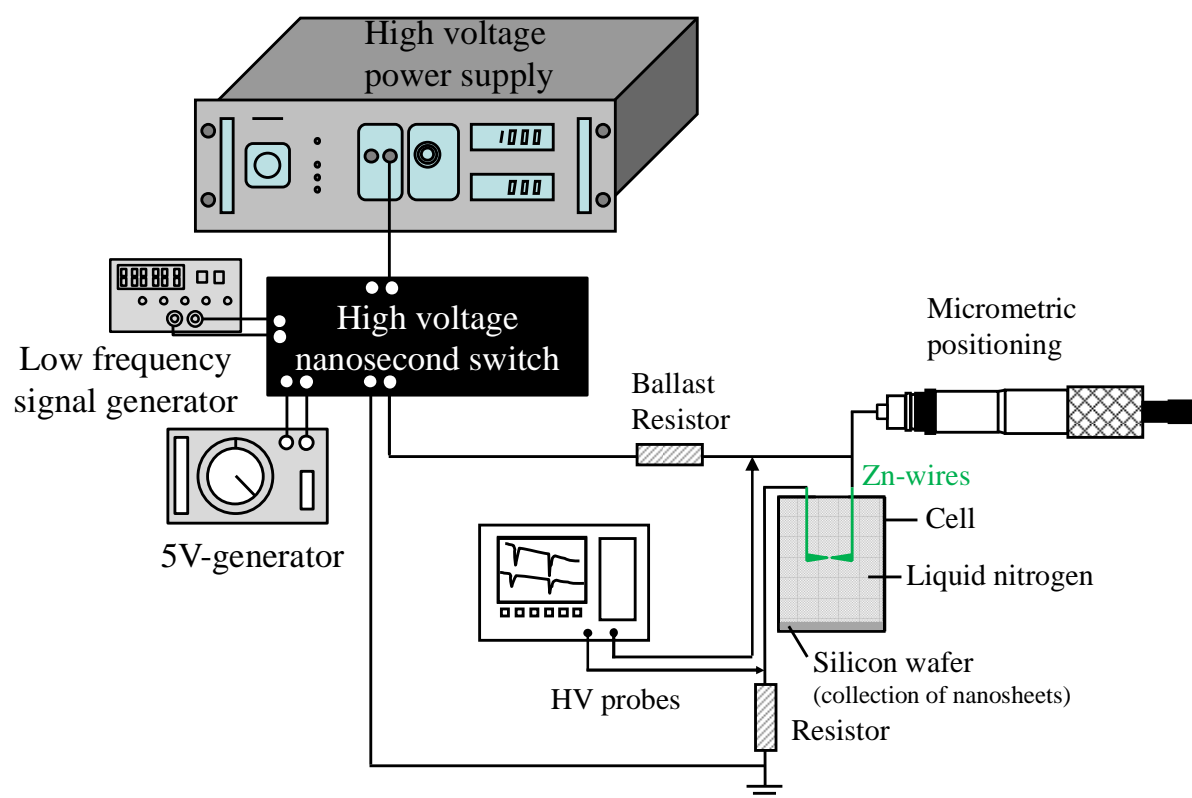 High voltage
power supply
1000
000
888888
High voltage
nanosecond switch
Low frequency
signal generator
5V-generator
Ballast
Resistor
Micrometric
positioning
Zn-wires
Cell
Liquid nitrogen
Silicon wafer
(collection of nanosheets)
HV probes
Resistor